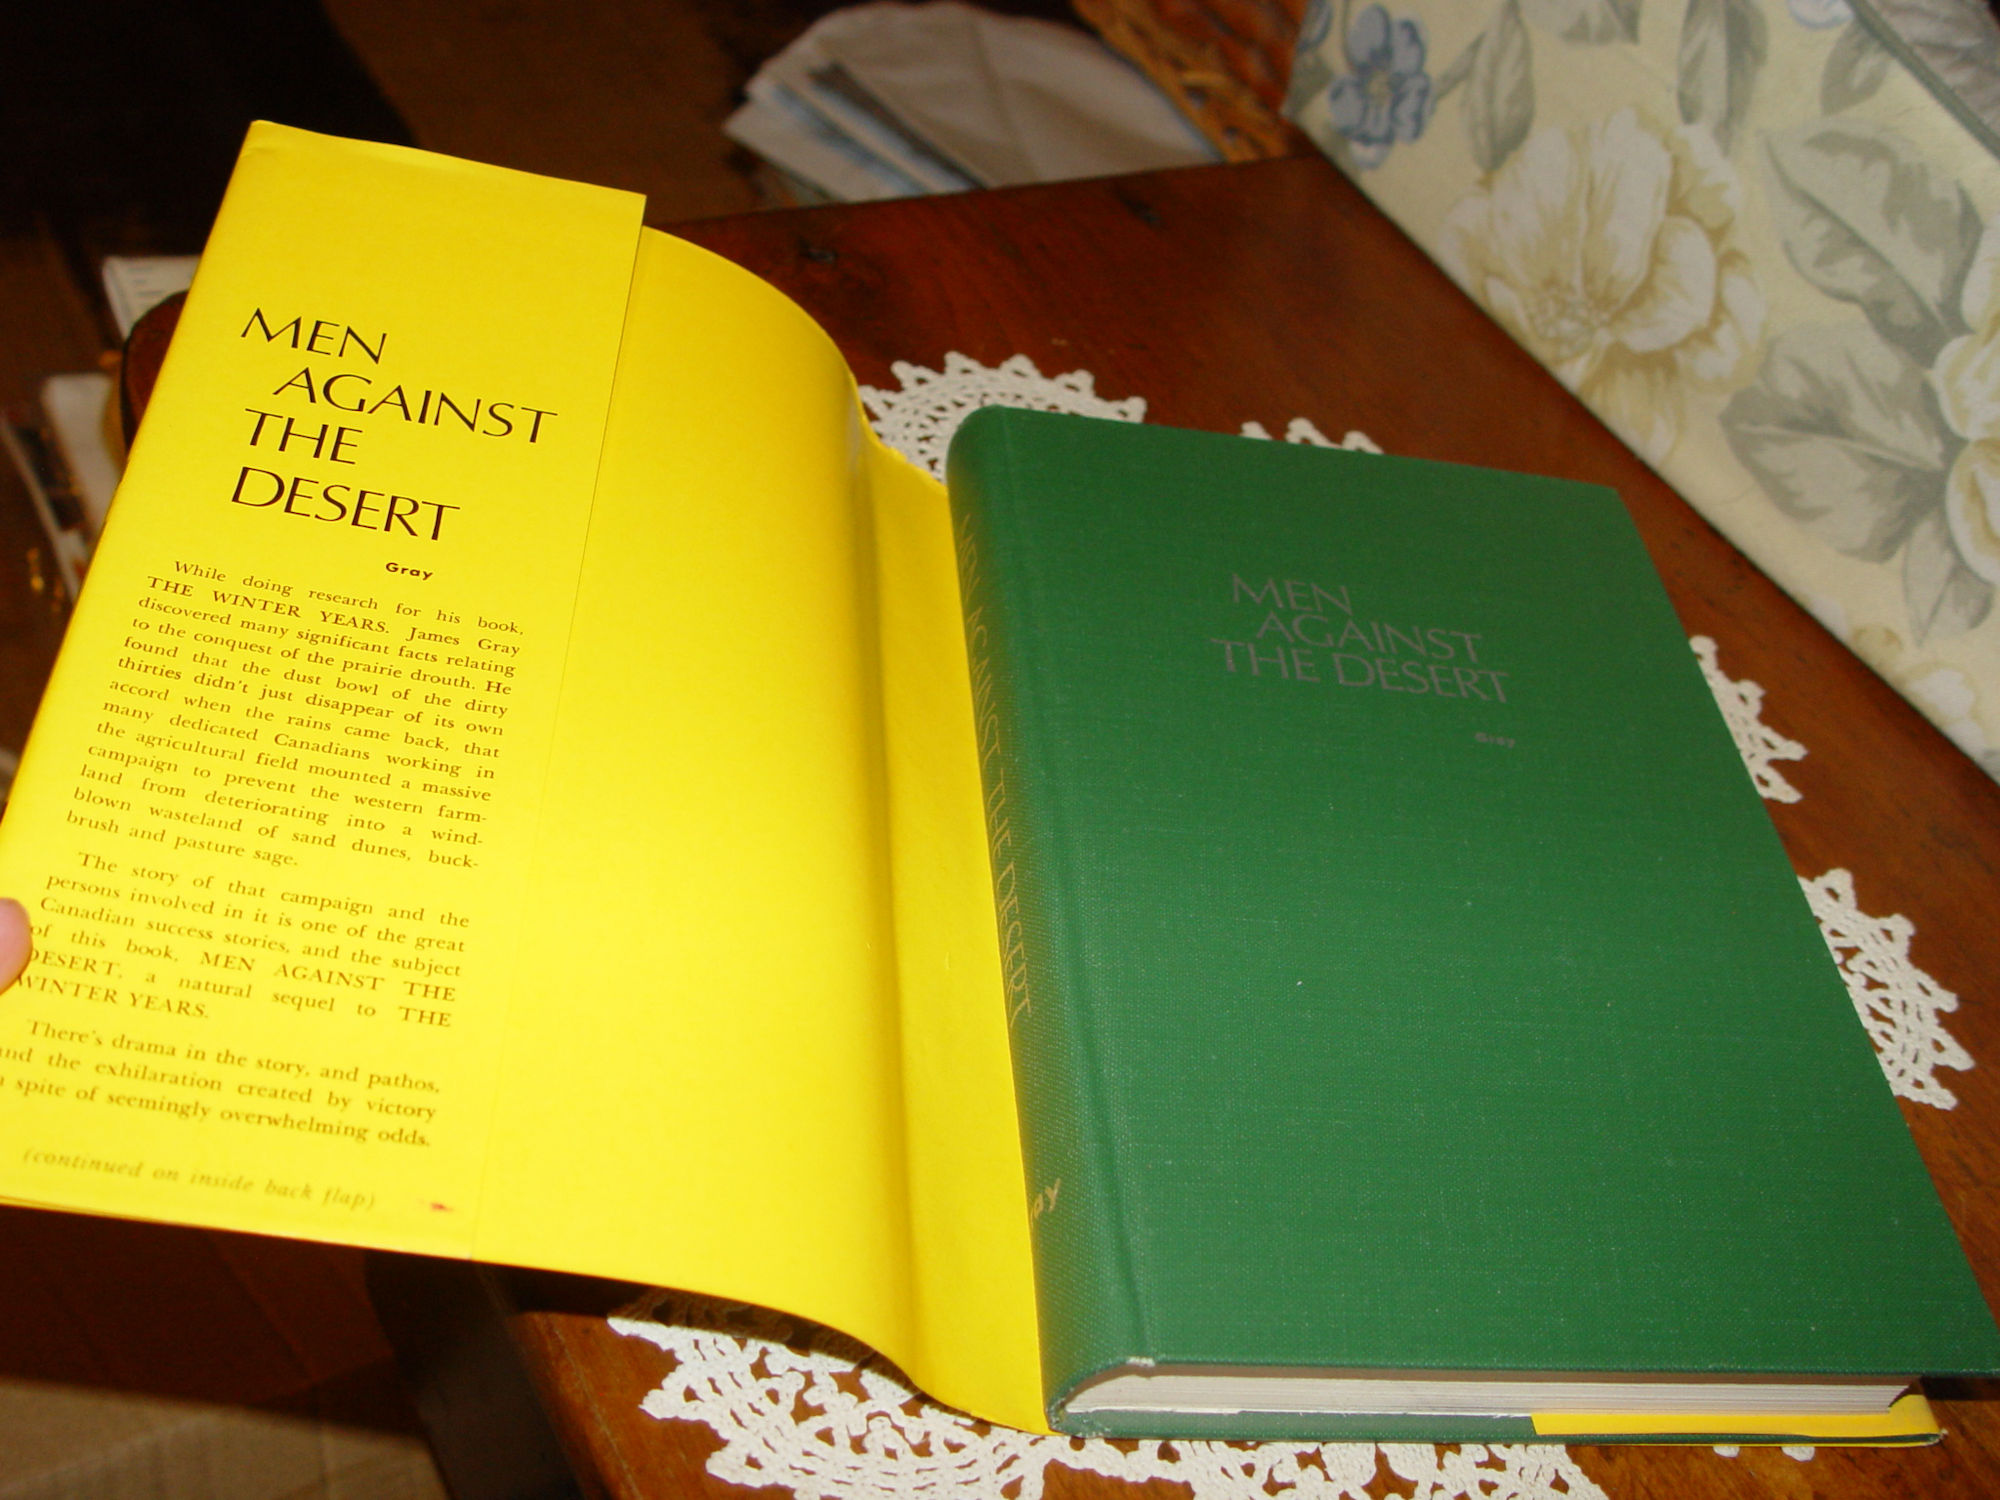 MEN
AGAINST
THE
DESERT
Gray
While doing research for his book,
THE WINTER YEARS, James Gray
discovered many significant facts relating
to the conquest of the prairie drouth. He
found that the dust bowl of the dirty
thirties didn't just disappear of its own
accord when the rains came back, that
many dedicated Canadians working in
the agricultural field mounted a massive
campaign to prevent the western farm-
land from deteriorating into a wind-
blown wasteland of sand dunes, buck-
brush and pasture sage.
The story of that campaign and the
persons involved in it is one of the great
Canadian success stories, and the subject
of this book, MEN AGAINST THE
DESERT, a natural sequel to THE
WINTER YEARS.
There's drama in the story, and pathos,
and the exhilaration created by victory
spite of seemingly overwhelming odds.
(continued on inside back flap)
MEN AGAINST THE DESERT
ay
MEN
AGAINST
THE DESERT
Gray